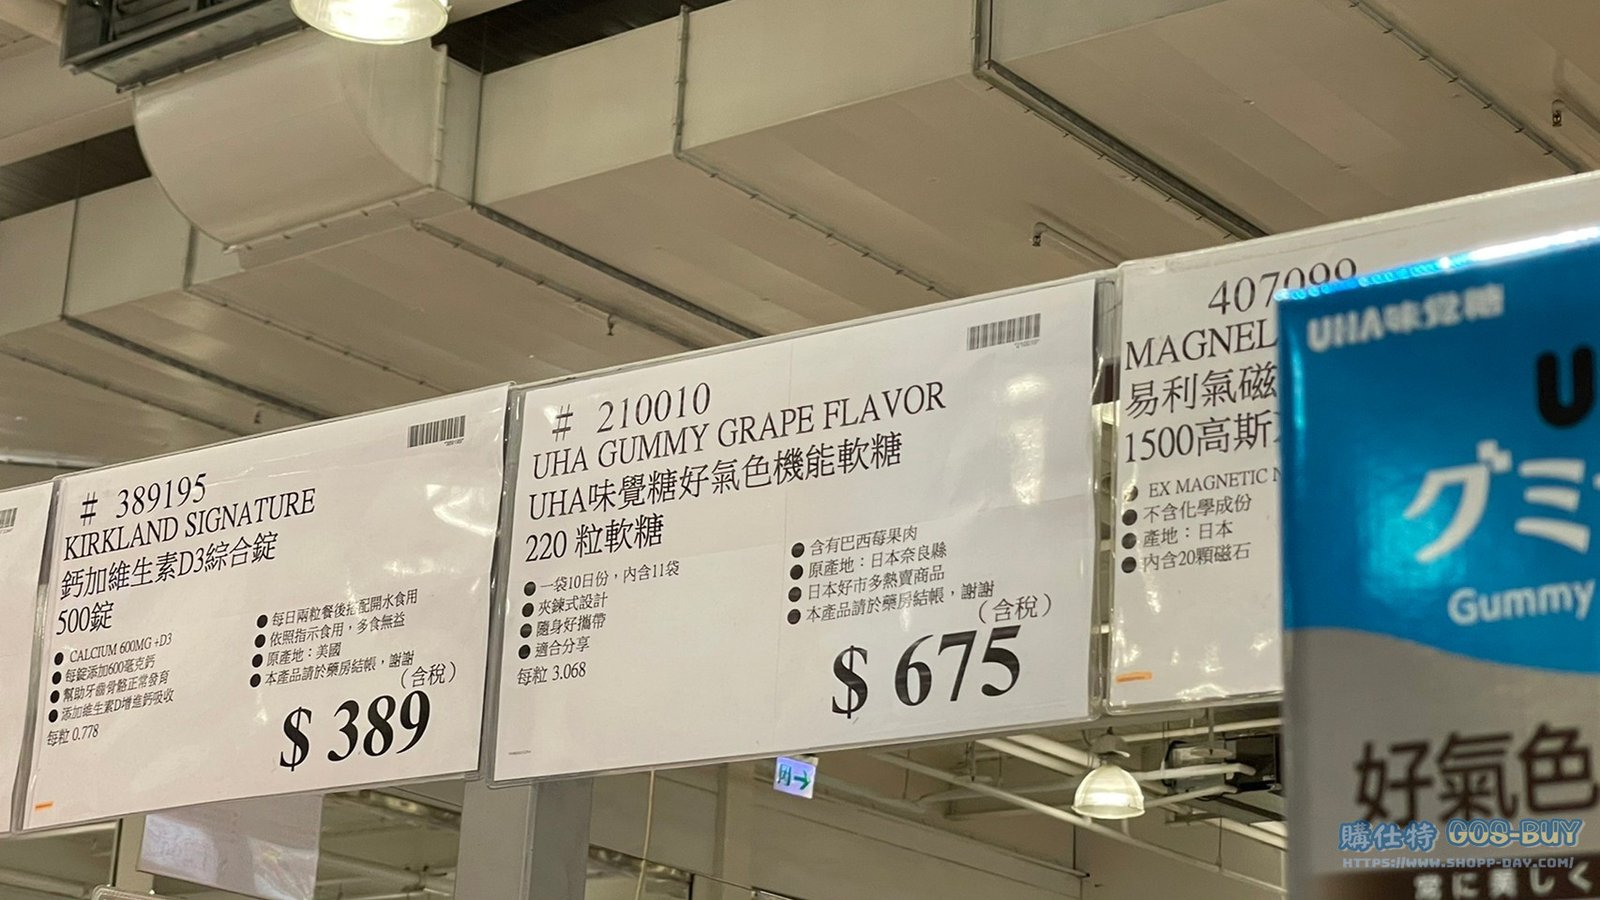 # 389195
KIRKLAND SIGNATURE
鈣加維生素D3綜合錠
500錠
● CALCIUM 600MG +D3
● 每錠添加600毫克鈣
● 幫助牙齒骨骼正常發育
● 添加維生素D增進鈣吸收
每粒 0.778
● 每日兩粒餐後搭配開水食用
● 依照指示食用，多食無益
● 原產地：美國
● 本產品請於藥房結帳，謝謝
（含稅）
$ 389
# 210010
UHA GUMMY GRAPE FLAVOR
UHA味覺糖好氣色機能軟糖
220 粒軟糖
● 一袋10日份，內含11袋
● 夾鍊式設計
● 隨身好攜帶
● 適合分享
每粒 3.068
● 含有巴西莓果肉
● 原產地：日本奈良縣
● 日本好市多熱賣商品
● 本產品請於藥房結帳，謝謝
（含稅）
$ 675
407099
MAGNEL
易利氣磁
1500高斯
● EX MAGNETIC N
● 不含化學成份
● 產地：日本
● 內含20顆磁石
UHA味覚糖
U
グミ
Gummy
好氣色
常に美しく
購仕特 GOS-BUY
HTTPS://WWW.SHOPP-DAY.COM/